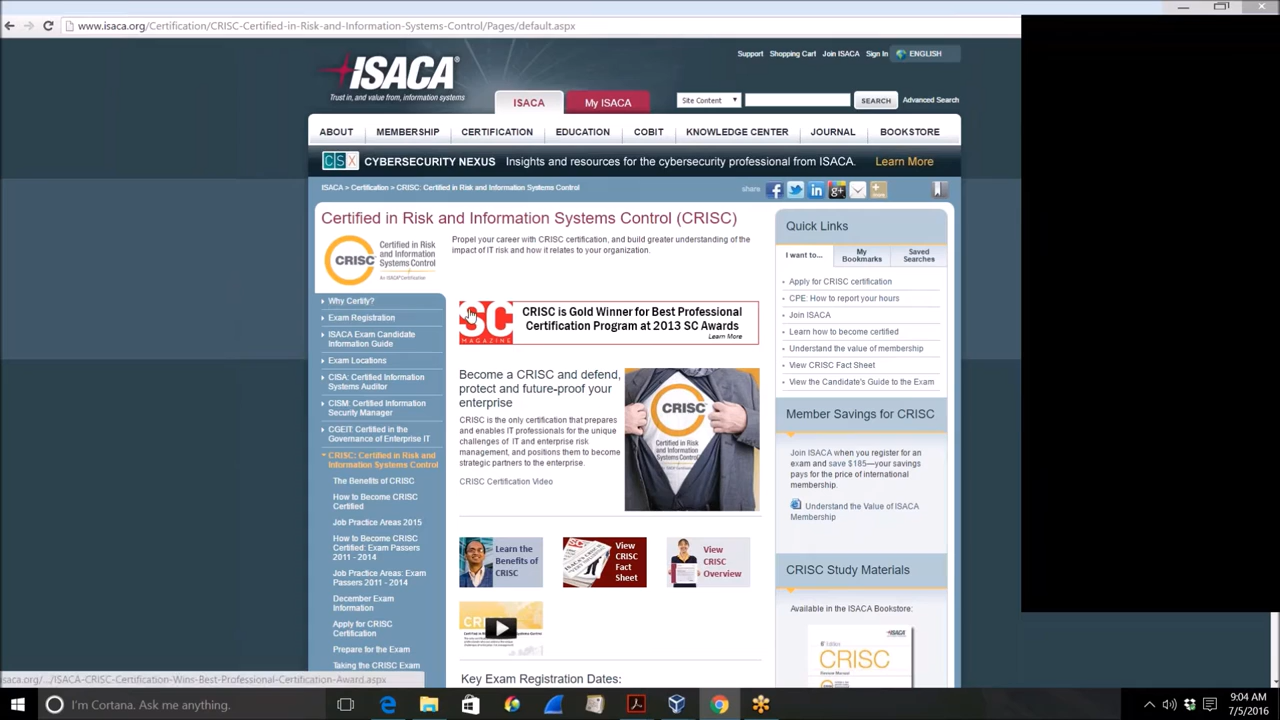 www.isaca.org/Certification/CRISC-Certified-in-Risk-and-Information-Systems-Control/Pages/default.aspx
Support Shopping Cart Join ISACA Sign In ENGLISH
ISACA®
Trust in, and value from, information systems
ISACA My ISACA Site Content SEARCH Advanced Search
ABOUT MEMBERSHIP CERTIFICATION EDUCATION COBIT KNOWLEDGE CENTER JOURNAL BOOKSTORE
CSX CYBERSECURITY NEXUS Insights and resources for the cybersecurity professional from ISACA. Learn More
ISACA > Certification > CRISC: Certified in Risk and Information Systems Control
share
Certified in Risk and Information Systems Control (CRISC)
CRISC
Certified in Risk
and Information
Systems Control
An ISACA® Certification
Propel your career with CRISC certification, and build greater understanding of the
impact of IT risk and how it relates to your organization.
Why Certify?
Exam Registration
ISACA Exam Candidate
Information Guide
Exam Locations
CISA: Certified Information
Systems Auditor
CISM: Certified Information
Security Manager
CGEIT: Certified in the
Governance of Enterprise IT
CRISC: Certified in Risk and
Information Systems Control
The Benefits of CRISC
How to Become CRISC
Certified
Job Practice Areas 2015
How to Become CRISC
Certified: Exam Passers
2011 - 2014
Job Practice Areas: Exam
Passers 2011 - 2014
December Exam
Information
Apply for CRISC
Certification
Prepare for the Exam
Taking the CRISC Exam
SC
MAGAZINE
CRISC is Gold Winner for Best Professional
Certification Program at 2013 SC Awards
Learn More
Become a CRISC and defend,
protect and future-proof your
enterprise
CRISC is the only certification that prepares
and enables IT professionals for the unique
challenges of IT and enterprise risk
management, and positions them to become
strategic partners to the enterprise.
CRISC Certification Video
CRISC
Certified in Risk
and Information
Systems Control
Learn the
Benefits of
CRISC
View
CRISC
Fact
Sheet
View
CRISC
Overview
Key Exam Registration Dates:
Quick Links
I want to...
My
Bookmarks
Saved
Searches
Apply for CRISC certification
CPE: How to report your hours
Join ISACA
Learn how to become certified
Understand the value of membership
View CRISC Fact Sheet
View the Candidate's Guide to the Exam
Member Savings for CRISC
Join ISACA when you register for an
exam and save $185—your savings
pays for the price of international
membership.
Understand the Value of ISACA
Membership
CRISC Study Materials
Available in the ISACA Bookstore:
ISACA
CRISC
I'm Cortana. Ask me anything.
9:04 AM
7/5/2016